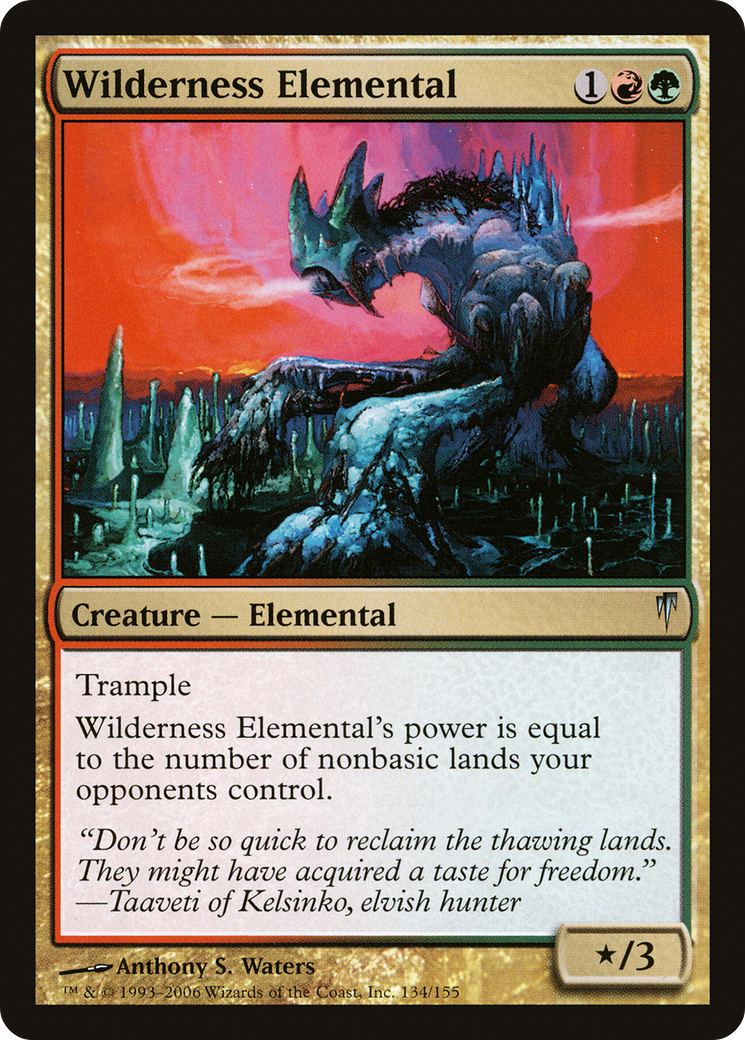 Wilderness Elemental 1
Creature — Elemental
Trample
Wilderness Elemental's power is equal
to the number of nonbasic lands your
opponents control.
“Don't be so quick to reclaim the thawing lands.
They might have acquired a taste for freedom.”
—Taaveti of Kelsinko, elvish hunter
★/3
Anthony S. Waters
™ & © 1993–2006 Wizards of the Coast, Inc. 134/155